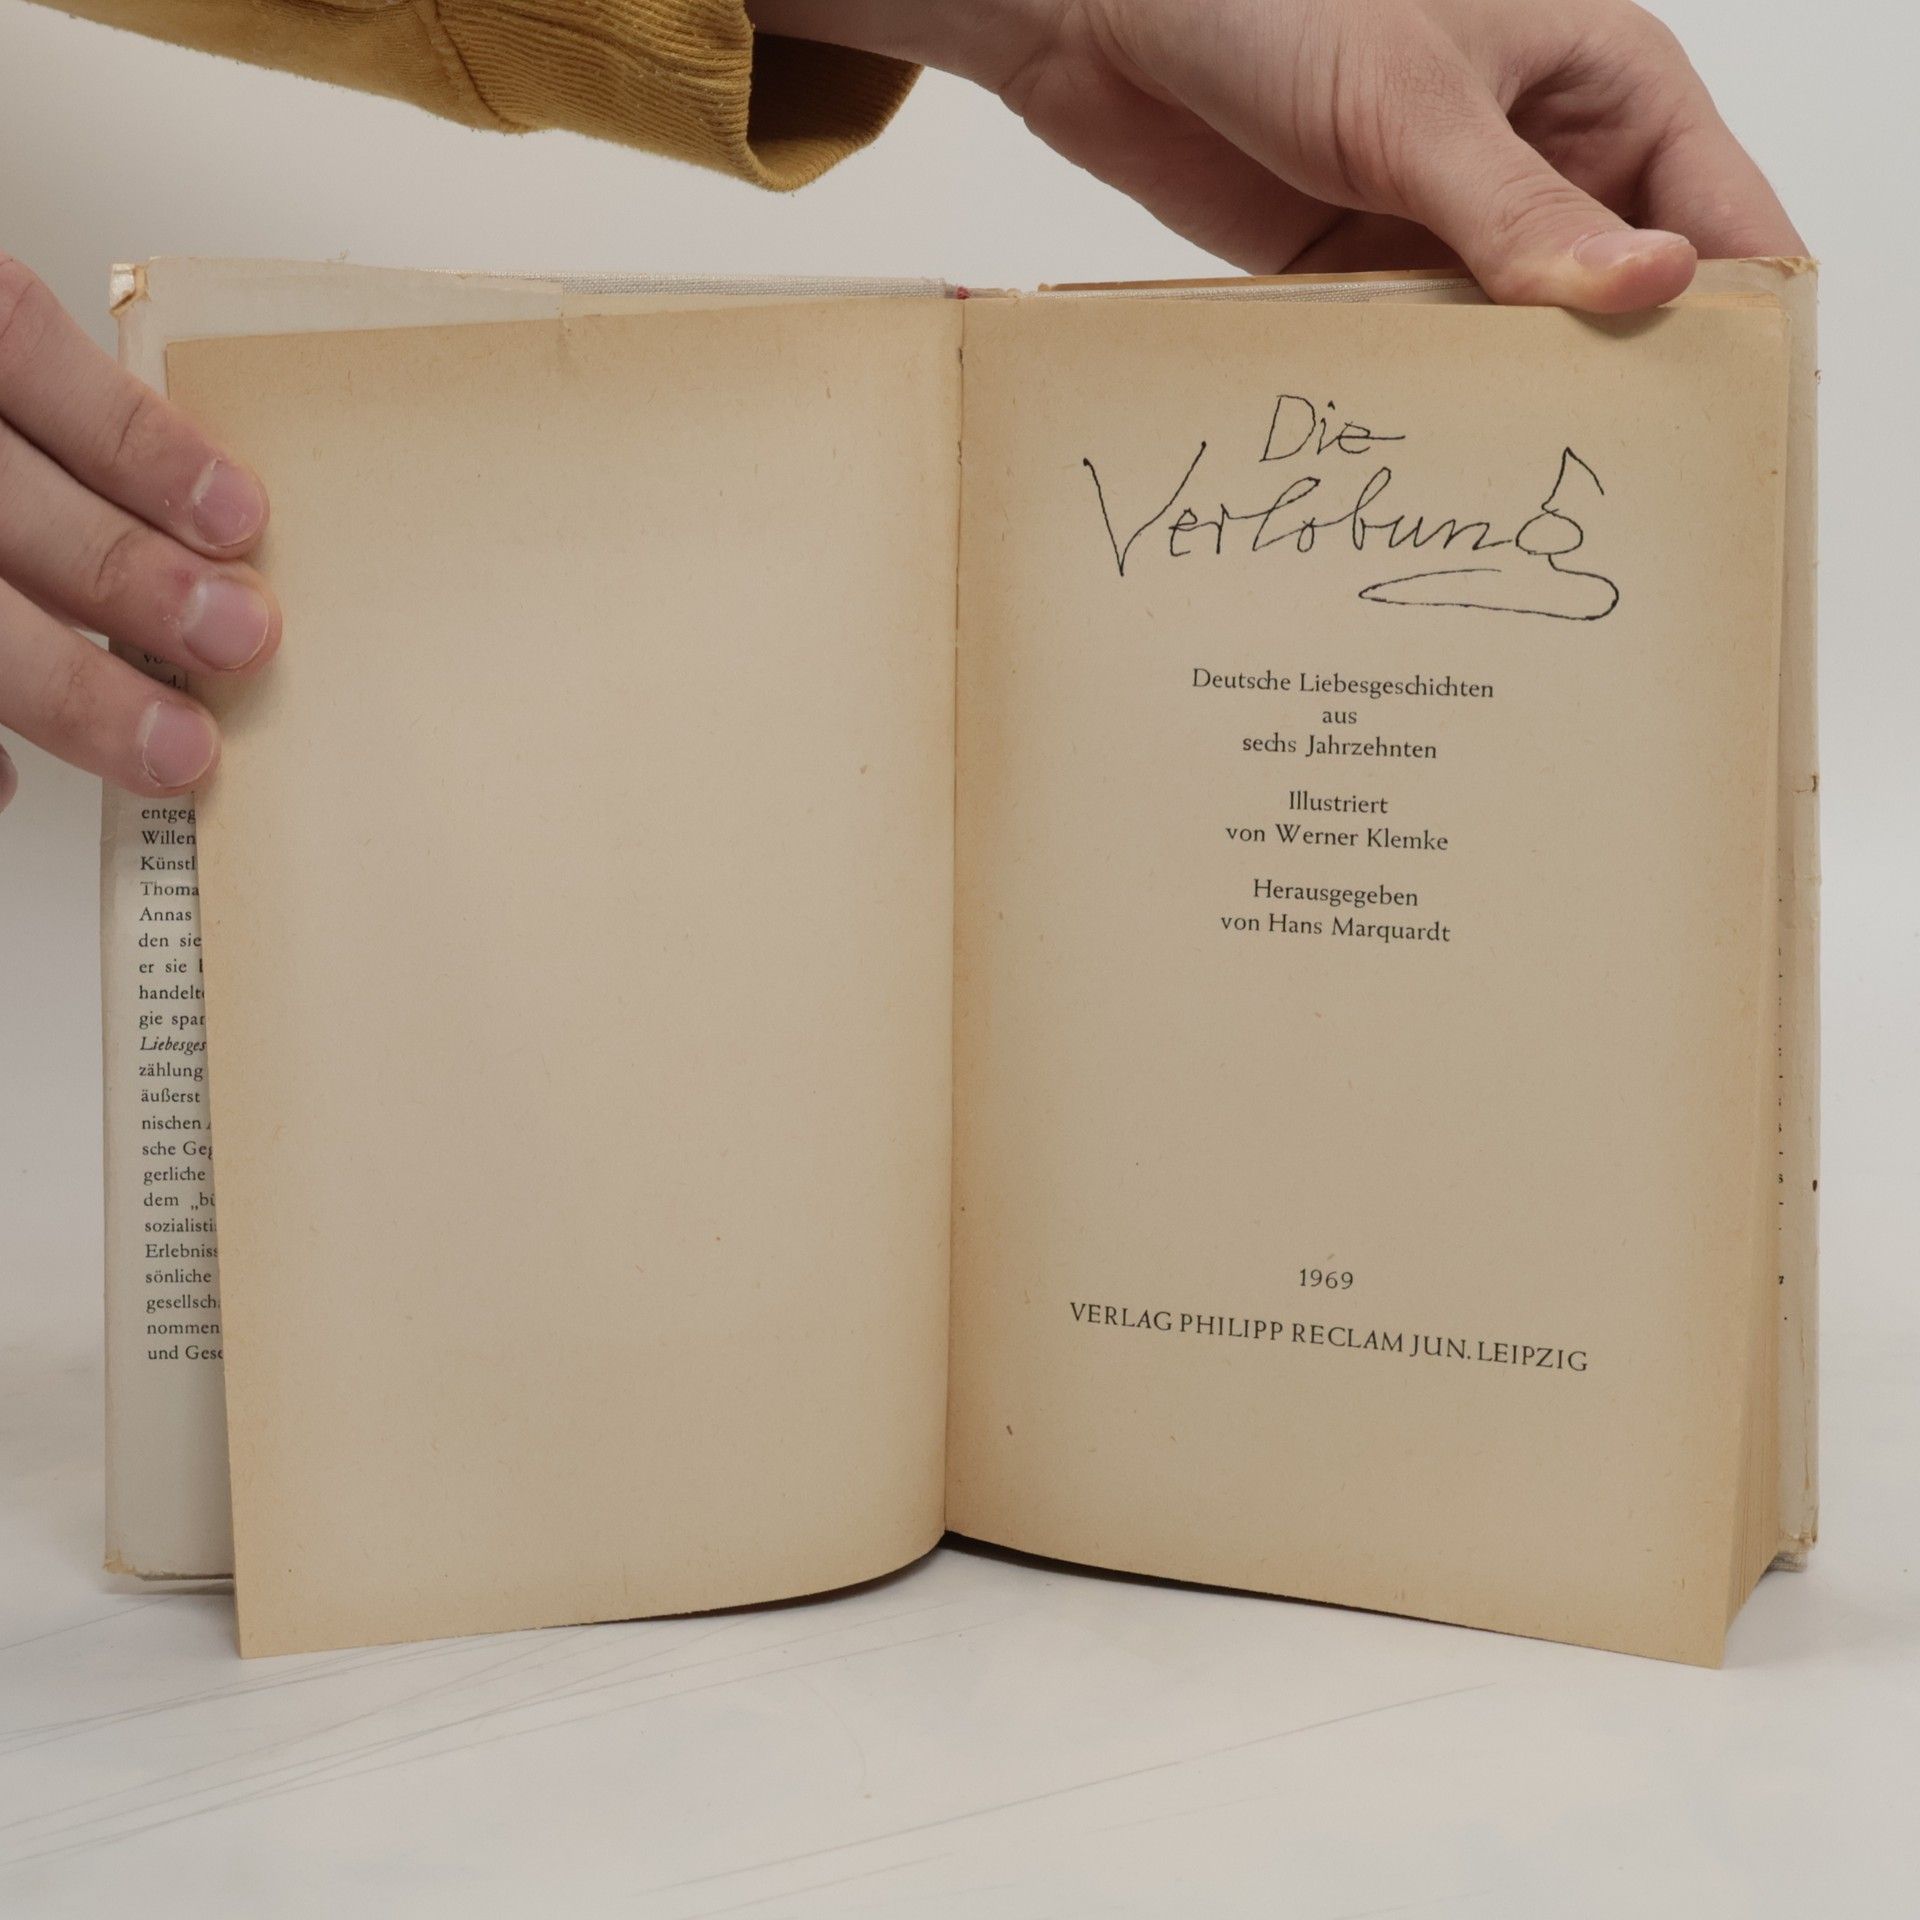 entgeg
Willen
Künstl
Thoma
Annas
den sie
er sie
handelte
gie spar
Liebesges
zählung
äußerst
nischen
sche Geg
gerliche
dem „bü
sozialisti
Erlebniss
sönliche
gesellsch
nommen
und Gese
Die
Verlobung
Deutsche Liebesgeschichten
aus
sechs Jahrzehnten
Illustriert
von Werner Klemke
Herausgegeben
von Hans Marquardt
1969
VERLAG PHILIPP RECLAM JUN. LEIPZIG